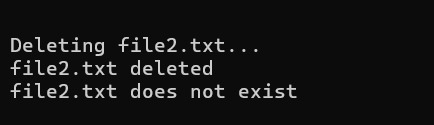 Deleting file2.txt...
file2.txt deleted
file2.txt does not exist